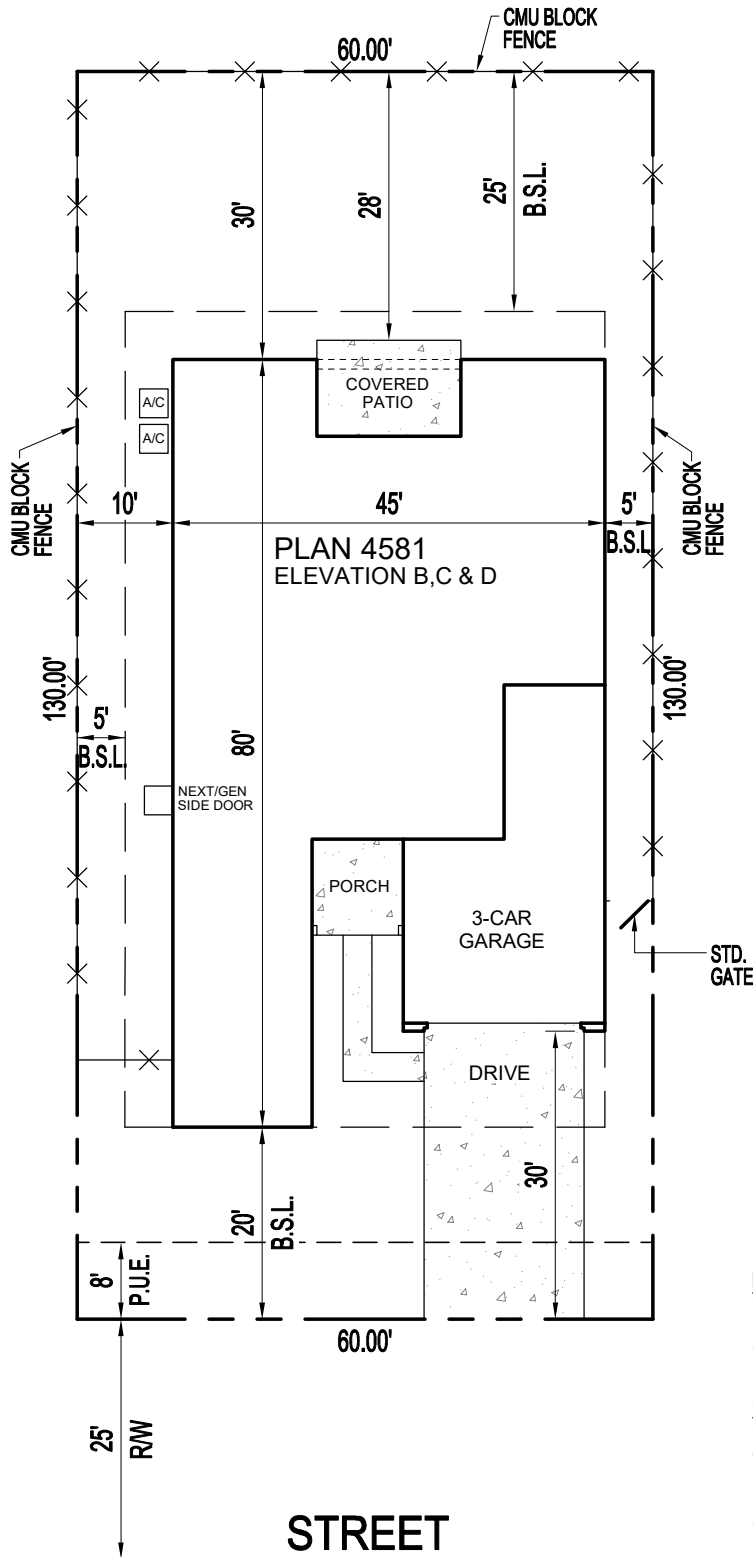 CMU BLOCK
FENCE
60.00'
30'
28'
25'
B.S.L.
COVERED
PATIO
A/C
A/C
CMU BLOCK
FENCE
10'
45'
5'
B.S.L.
CMU BLOCK
FENCE
PLAN 4581
ELEVATION B,C & D
130.00'
130.00'
5'
B.S.L.
80'
NEXT/GEN
SIDE DOOR
PORCH
3-CAR
GARAGE
STD.
GATE
DRIVE
30'
20'
B.S.L.
8'
P.U.E.
60.00'
25'
R/W
STREET